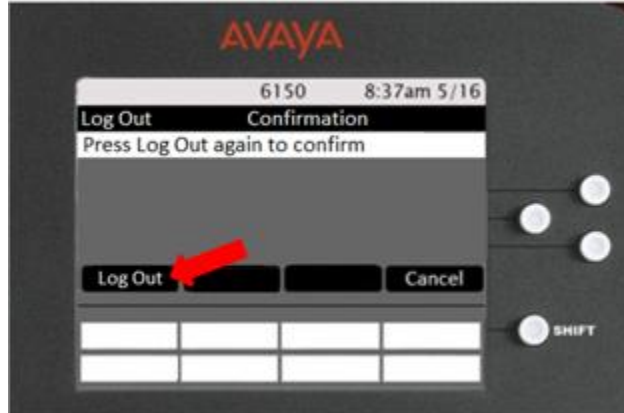 AVAYA
6150 8:37am 5/16
Log Out Confirmation
Press Log Out again to confirm
Log Out Cancel
SHIFT